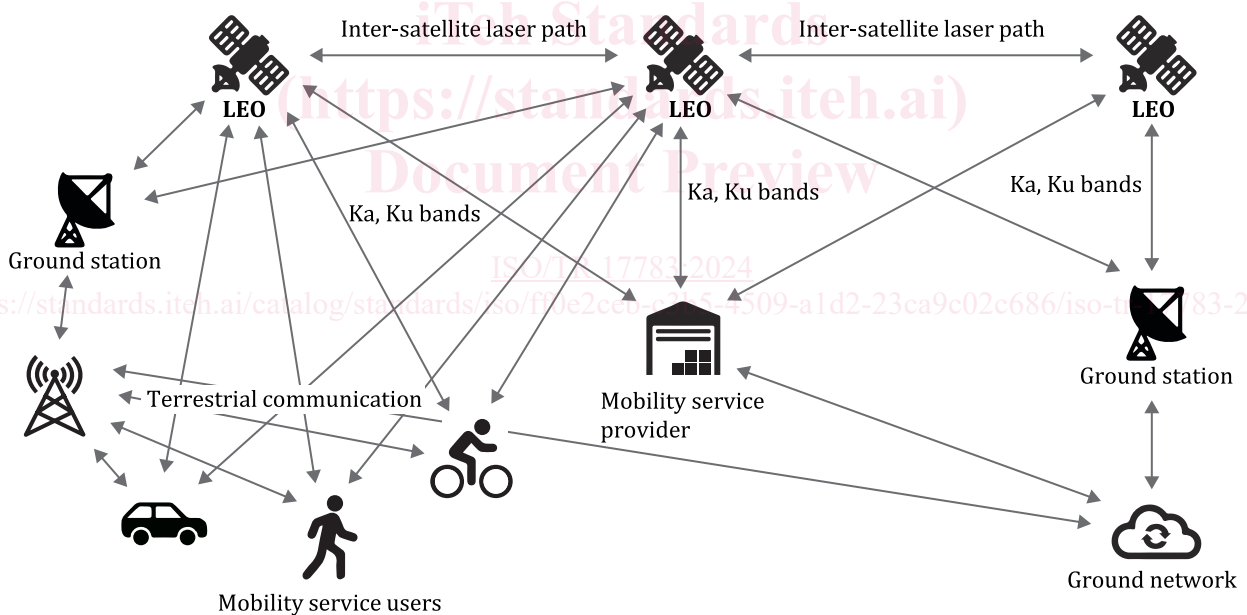 iTeh Standards
Inter-satellite laser path
Inter-satellite laser path
(https://standards.iteh.ai)
LEO
LEO
LEO
Document Preview
Ka, Ku bands
Ka, Ku bands
Ka, Ku bands
Ground station
ISO/TR 17783:2024
Ground station
Terrestrial communication
Mobility service
provider
Ground network
Mobility service users